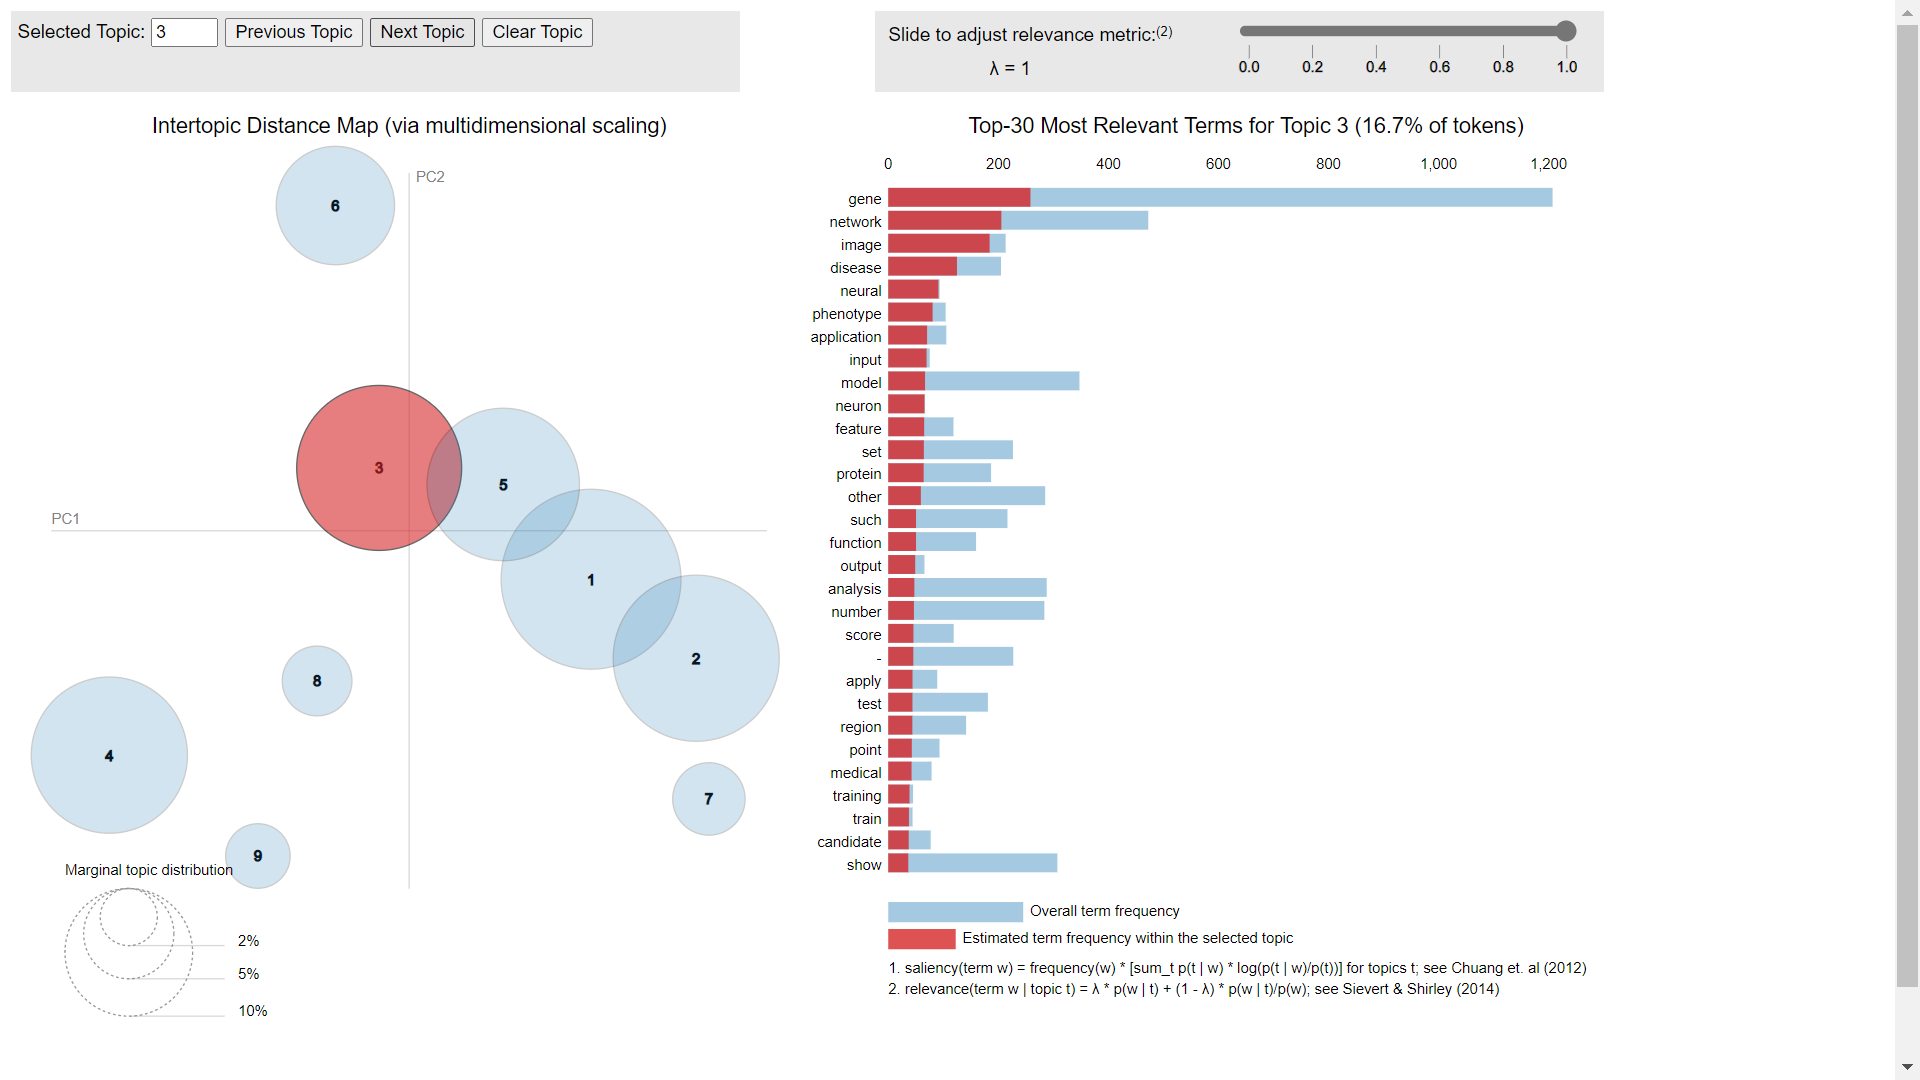 Selected Topic: 3 Previous Topic Next Topic Clear Topic
Slide to adjust relevance metric:(2)
λ = 1
0.0 0.2 0.4 0.6 0.8 1.0
Intertopic Distance Map (via multidimensional scaling)
PC2
PC1
6
3
5
1
2
8
4
7
9
Marginal topic distribution
2%
5%
10%
Top-30 Most Relevant Terms for Topic 3 (16.7% of tokens)
0 200 400 600 800 1,000 1,200
gene
network
image
disease
neural
phenotype
application
input
model
neuron
feature
set
protein
other
such
function
output
analysis
number
score
-
apply
test
region
point
medical
training
train
candidate
show
Overall term frequency
Estimated term frequency within the selected topic
1. saliency(term w) = frequency(w) * [sum_t p(t | w) * log(p(t | w)/p(t))] for topics t; see Chuang et. al (2012)
2. relevance(term w | topic t) = λ * p(w | t) + (1 - λ) * p(w | t)/p(w); see Sievert & Shirley (2014)